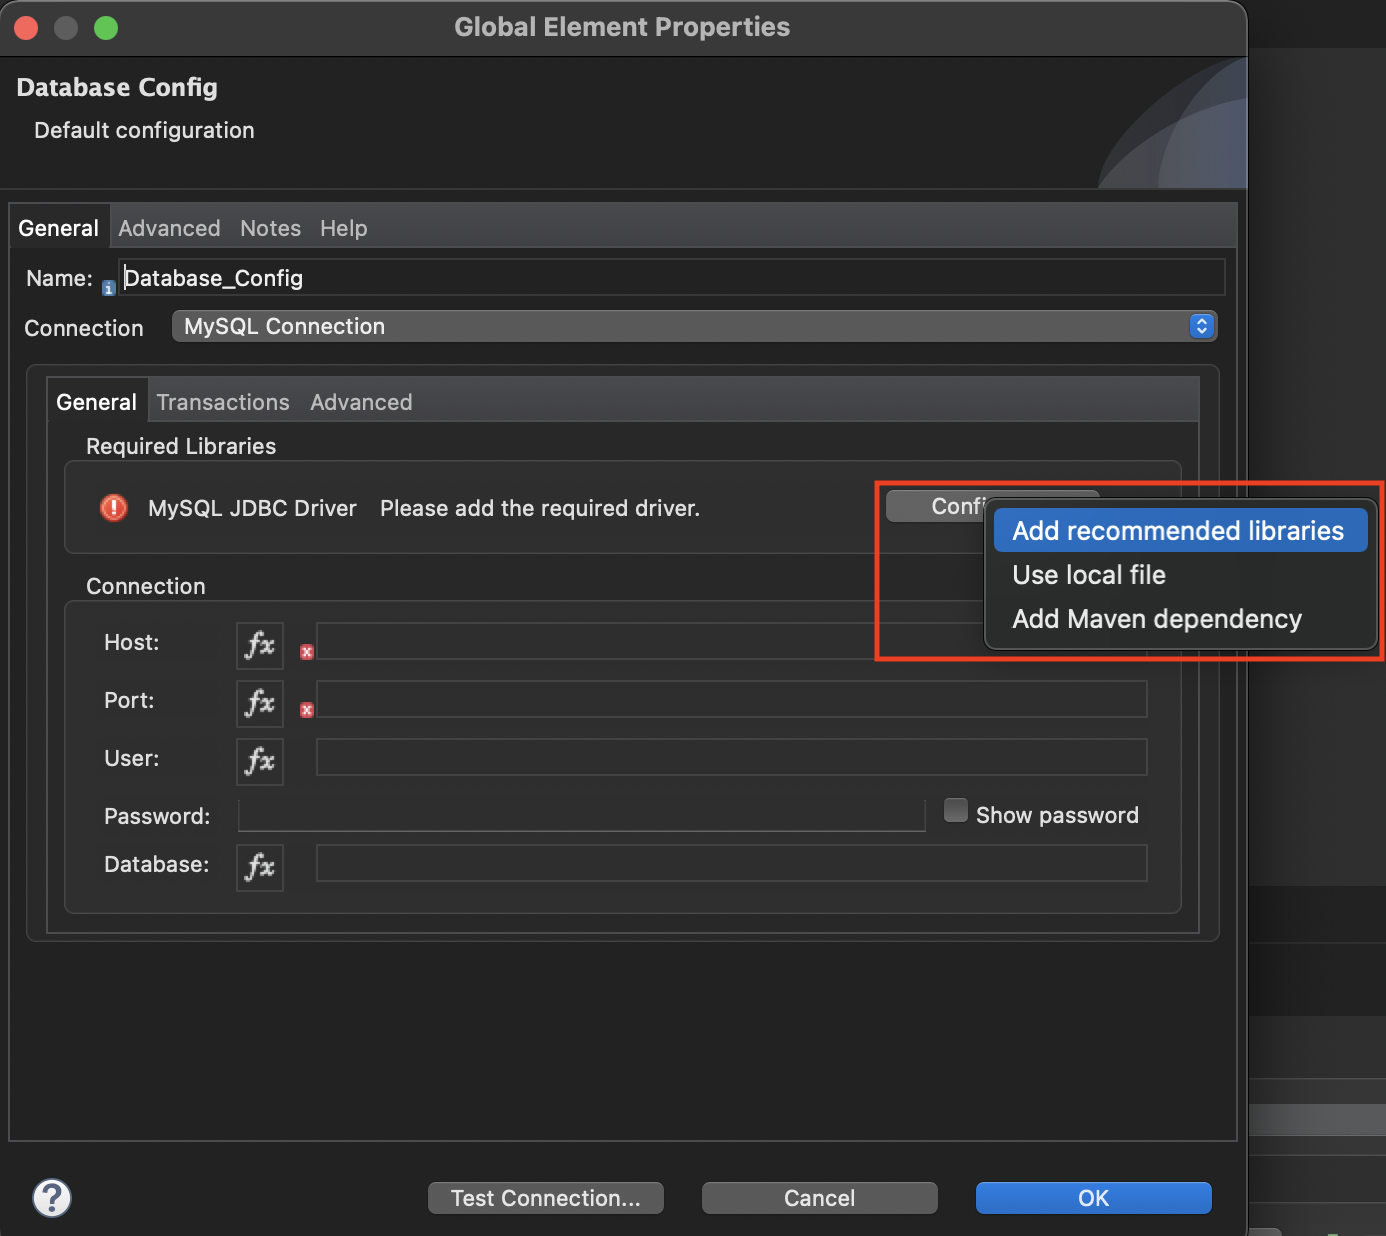 Global Element Properties
Database Config
Default configuration
General Advanced Notes Help
Name: Database_Config
Connection MySQL Connection
General Transactions Advanced
Required Libraries
MySQL JDBC Driver Please add the required driver.
Add recommended libraries
Use local file
Add Maven dependency
Connection
Host: fx
Port: fx
User: fx
Password: Show password
Database: fx
Test Connection... Cancel OK